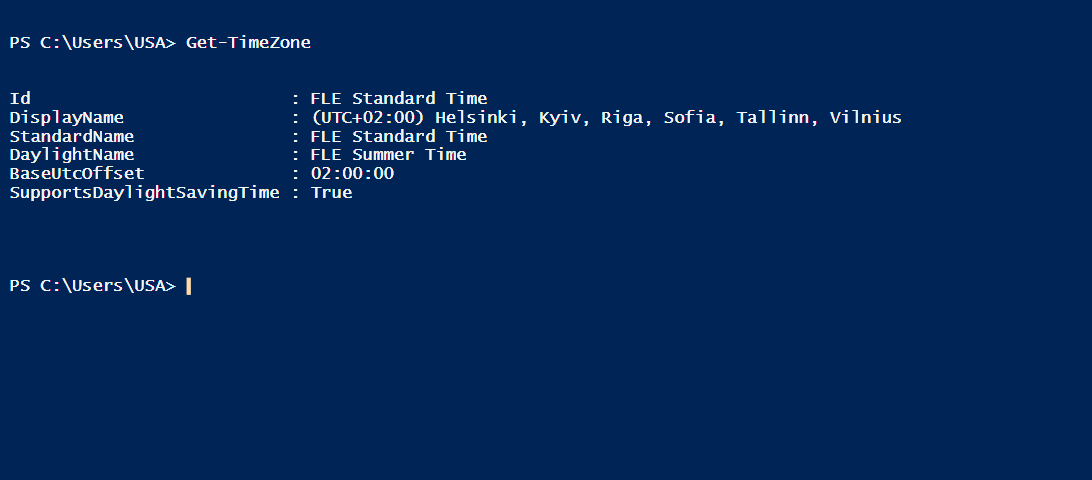 PS C:\Users\USA> Get-TimeZone
Id                         : FLE Standard Time
DisplayName                : (UTC+02:00) Helsinki, Kyiv, Riga, Sofia, Tallinn, Vilnius
StandardName               : FLE Standard Time
DaylightName               : FLE Summer Time
BaseUtcOffset              : 02:00:00
SupportsDaylightSavingTime : True
PS C:\Users\USA>